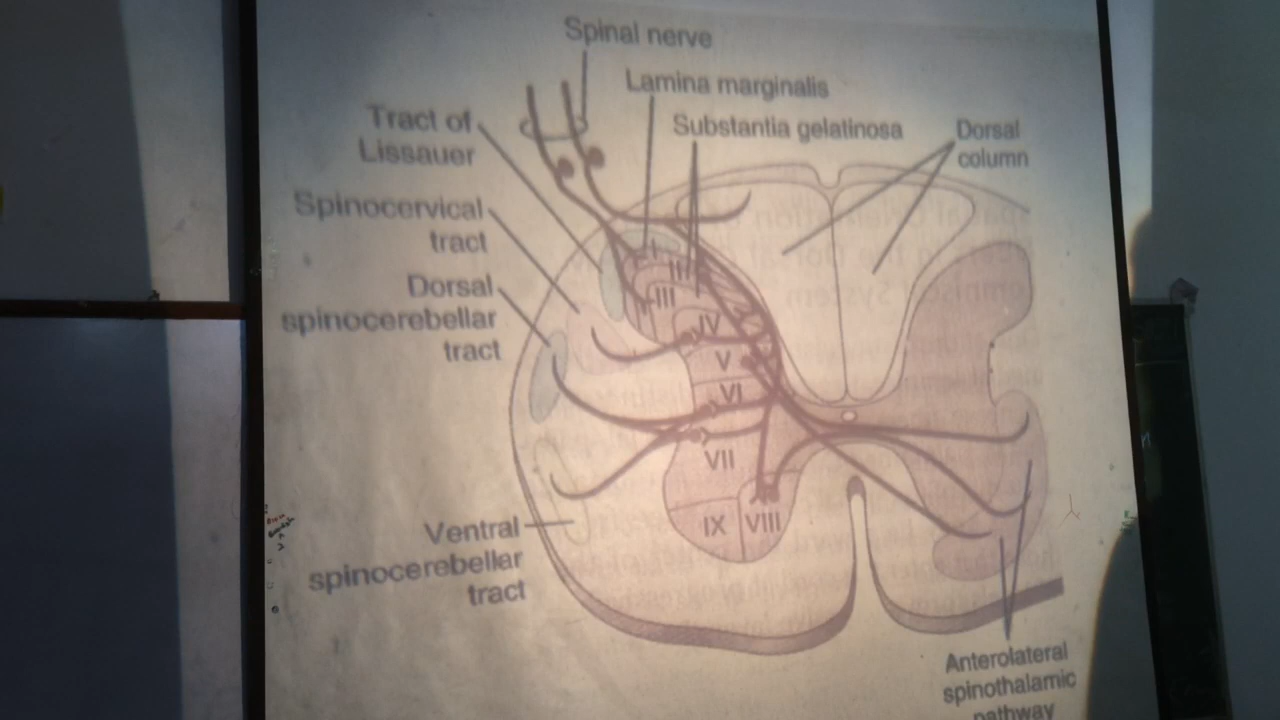 Spinal nerve
Lamina marginalis
Substantia gelatinosa
Dorsal
column
Tract of
Lissauer
Spinocervical
tract
Dorsal
spinocerebellar
tract
I
II
III
IV
V
VI
VII
IX
VIII
Ventral
spinocerebellar
tract
Anterolateral
spinothalamic
pathway